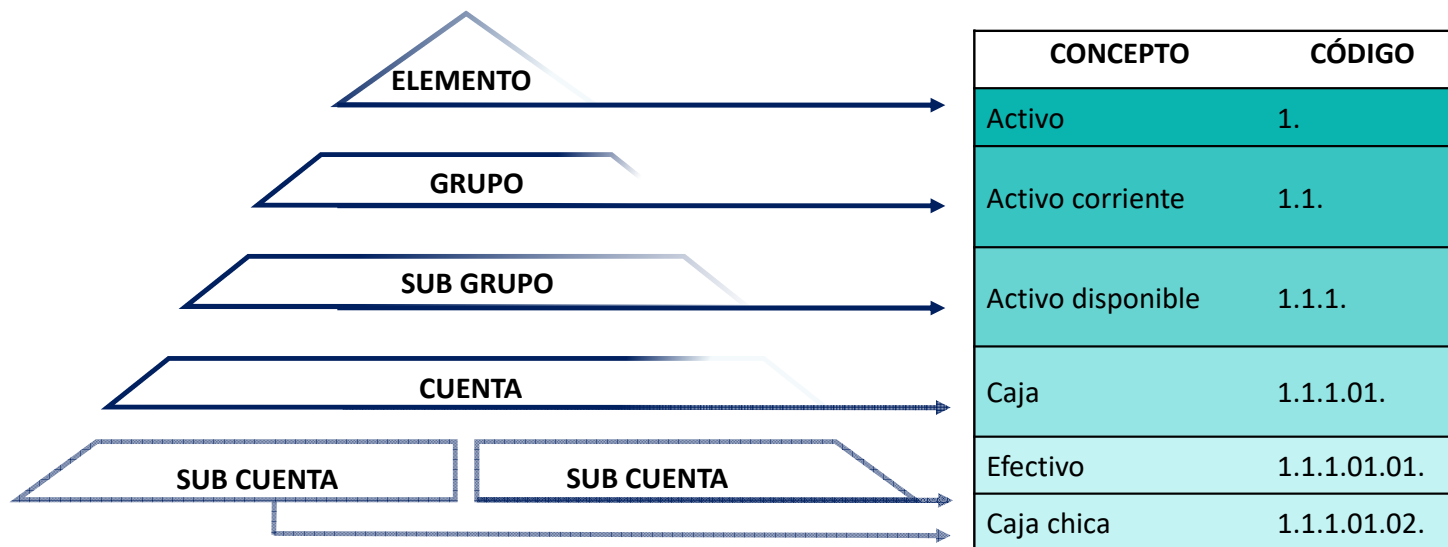 ELEMENTO
GRUPO
SUB GRUPO
CUENTA
SUB CUENTA SUB CUENTA
CONCEPTO CÓDIGO
Activo 1.
Activo corriente 1.1.
Activo disponible 1.1.1.
Caja 1.1.1.01.
Efectivo 1.1.1.01.01.
Caja chica 1.1.1.01.02.